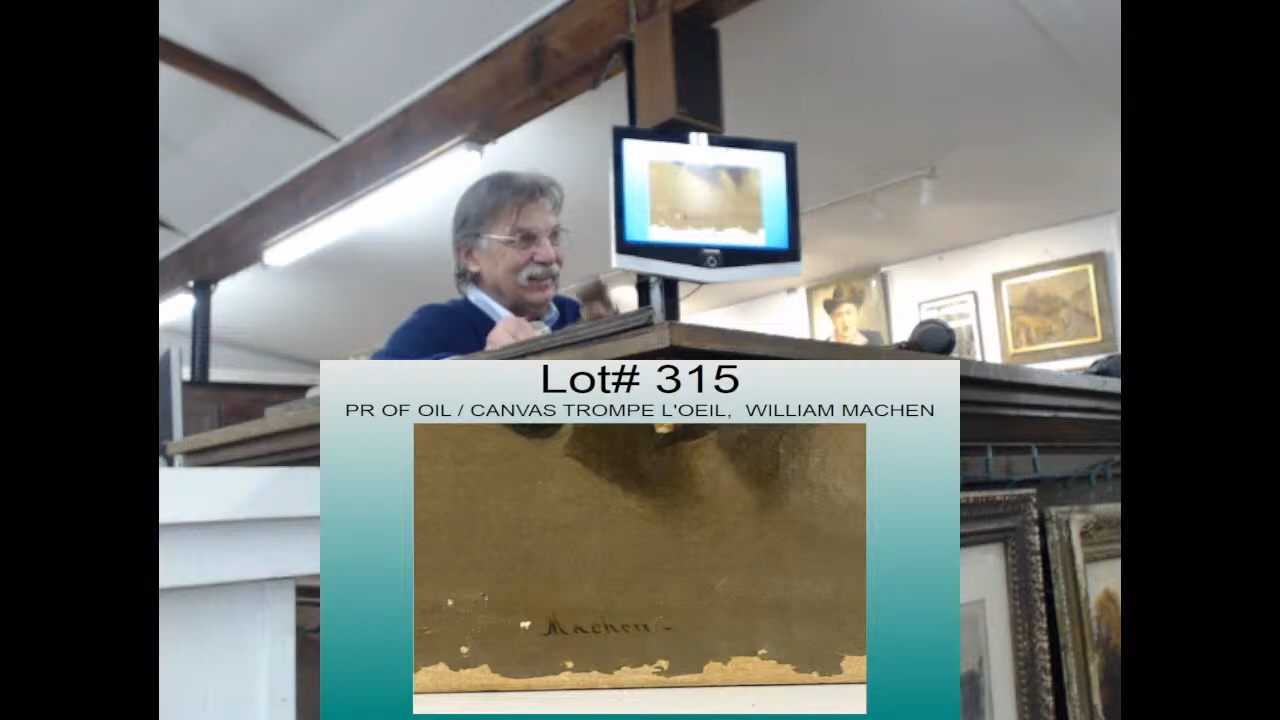 Lot# 315
PR OF OIL / CANVAS TROMPE L'OEIL, WILLIAM MACHEN
Machen